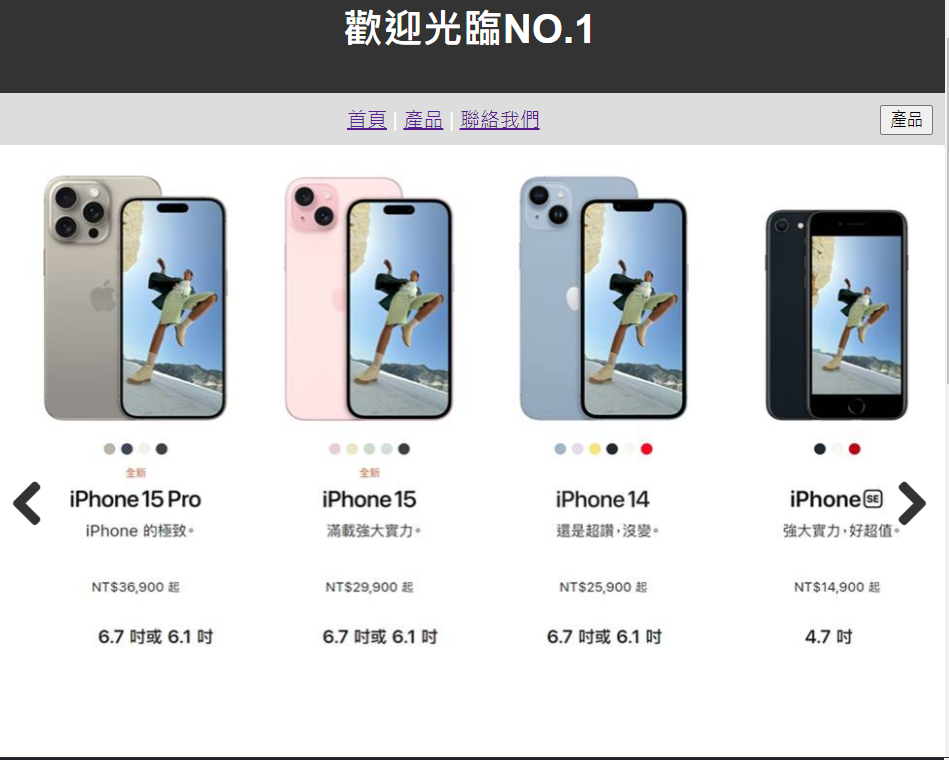 歡迎光臨NO.1
首頁 | 產品 | 聯絡我們
產品
全新 全新
iPhone 15 Pro iPhone 15 iPhone 14 iPhone SE
iPhone 的極致。 滿載強大實力。 還是超讚，沒變。 強大實力，好超值。
NT$36,900 起 NT$29,900 起 NT$25,900 起 NT$14,900 起
6.7 吋或 6.1 吋 6.7 吋或 6.1 吋 6.7 吋或 6.1 吋 4.7 吋